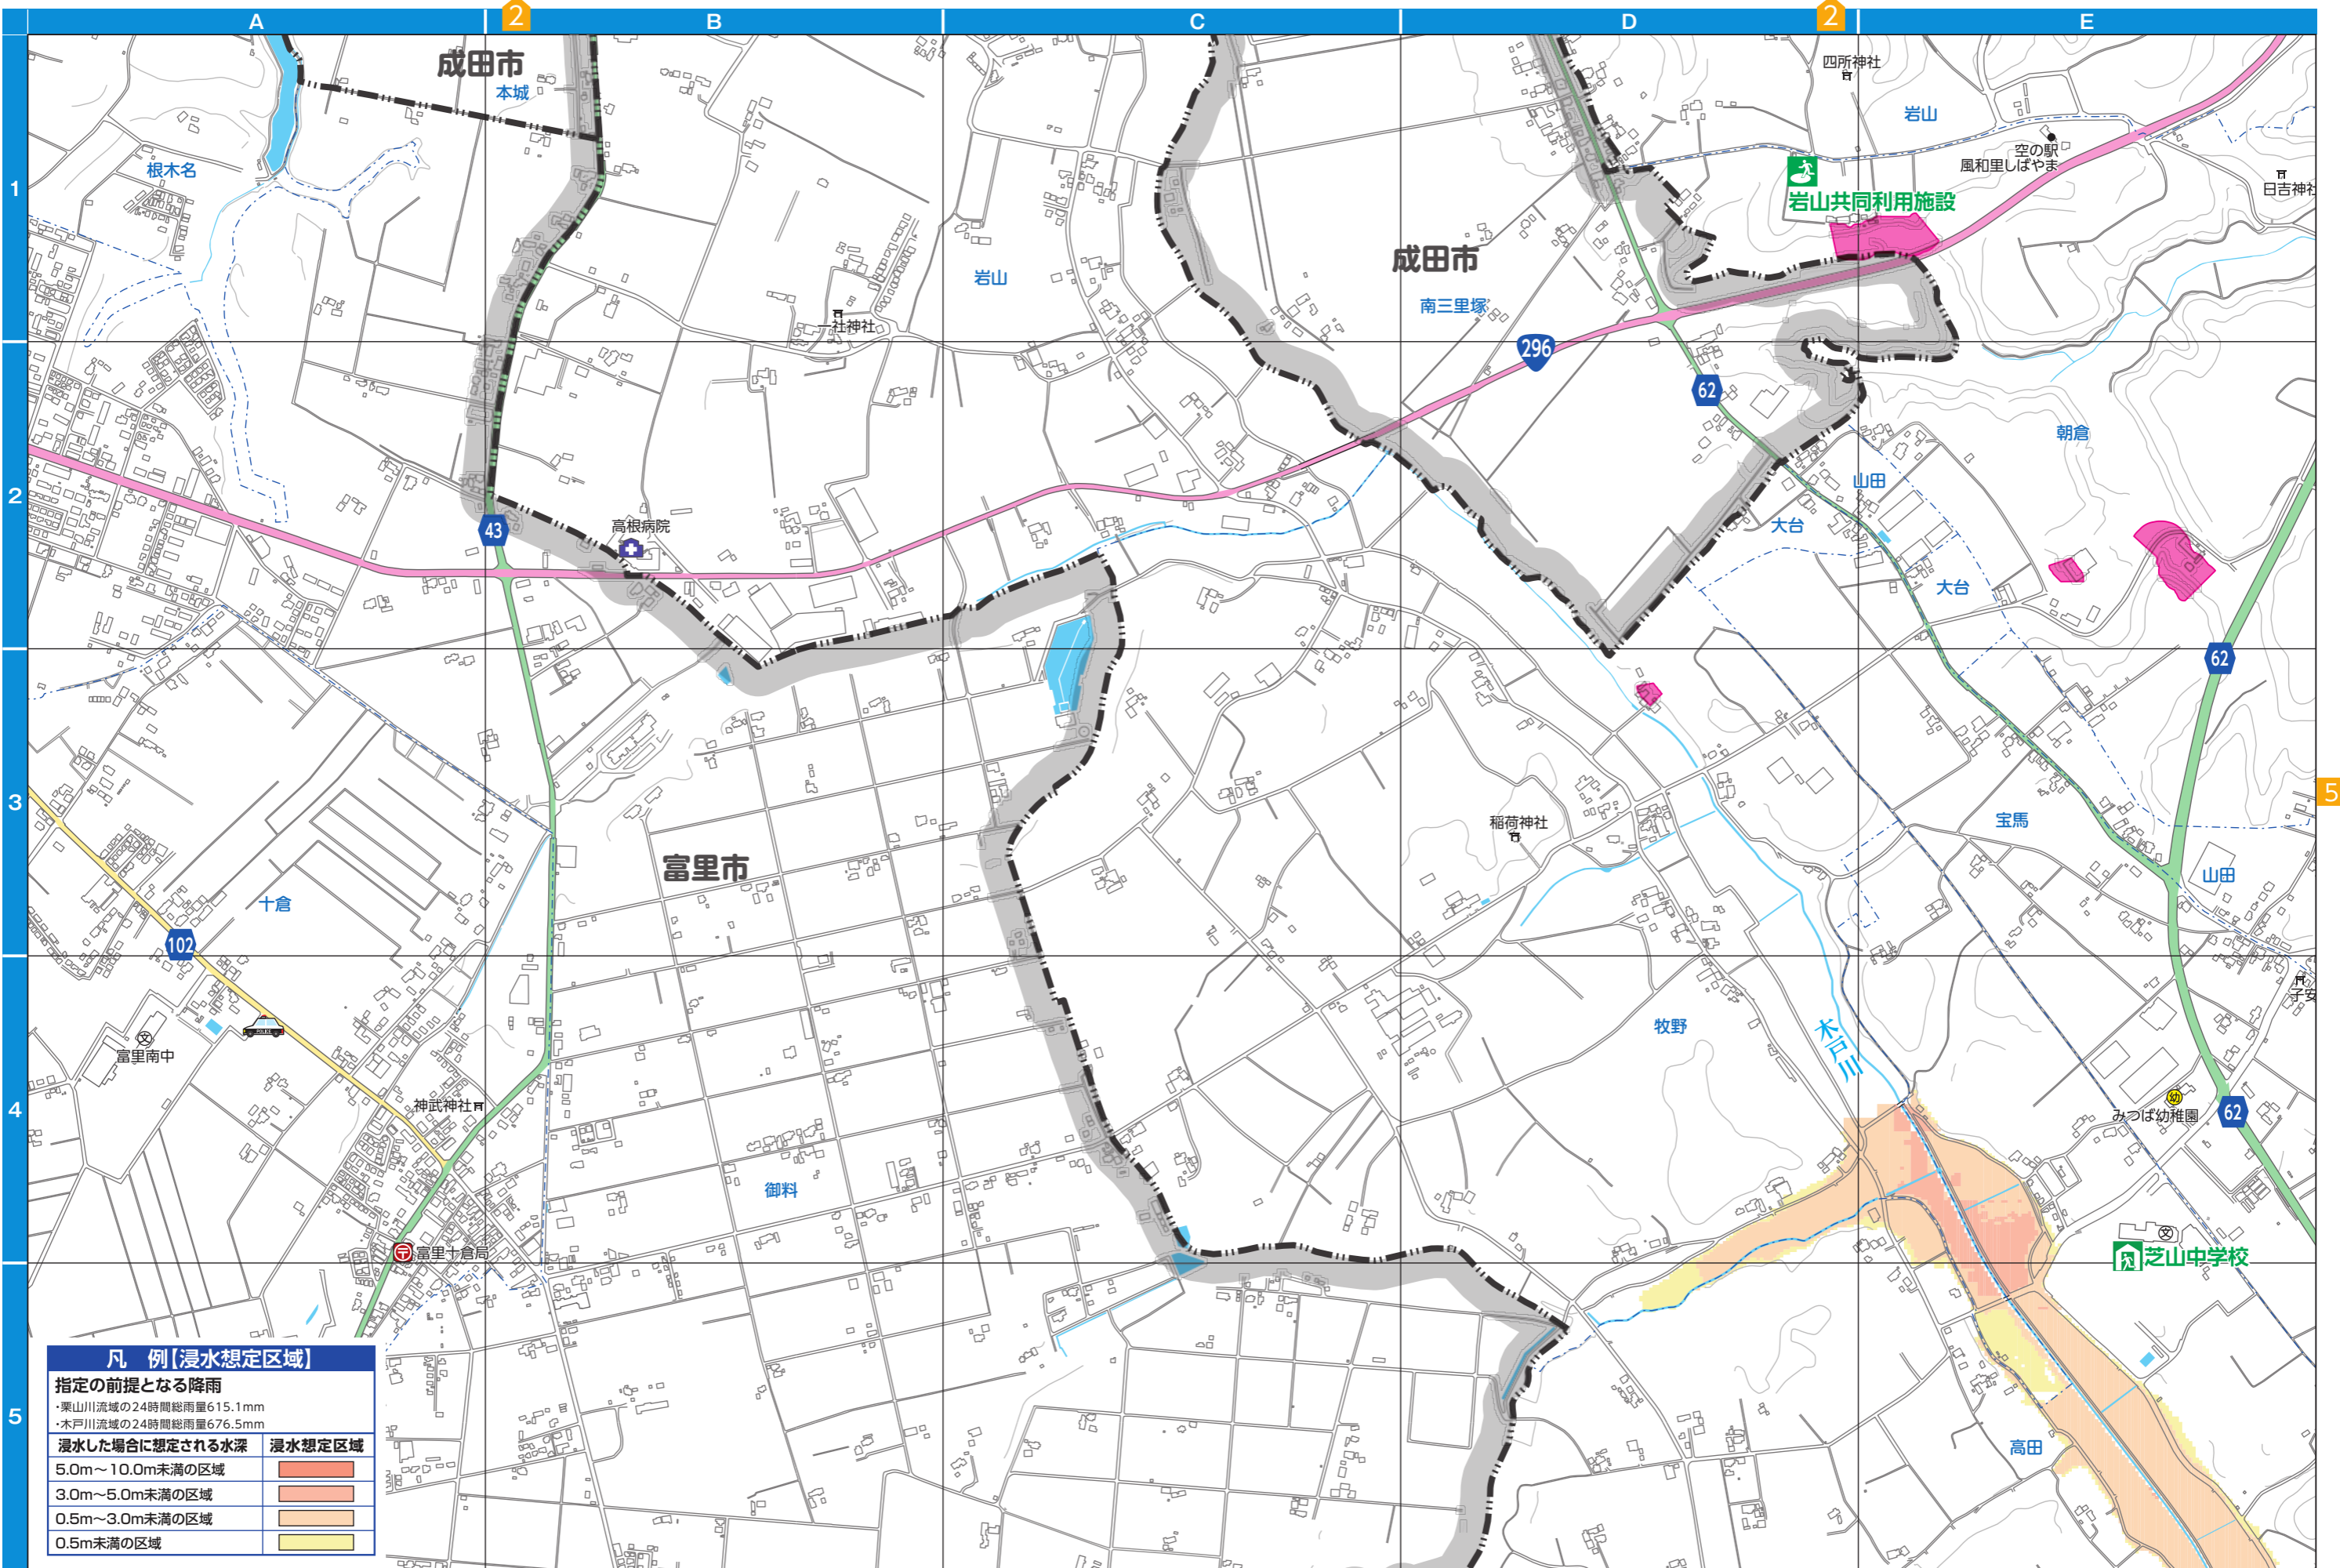 2
2
A
B
C
D
E
1
2
3
4
5
5
成田市
本城
根木名
四所神社
岩山
空の駅
風和里しばやま
日吉神社
岩山共同利用施設
成田市
岩山
南三里塚
一社神社
296
62
朝倉
山田
大台
大台
43
高根病院
62
富里市
稲荷神社
宝馬
山田
十倉
102
子安
牧野
木戸川
富里南中
POLICE
神武神社
幼
みつば幼稚園
62
御料
文
文
芝山中学校
富里十倉局
高田
凡 例【浸水想定区域】
指定の前提となる降雨
・栗山川流域の24時間総雨量615.1mm
・木戸川流域の24時間総雨量676.5mm
浸水した場合に想定される水深 浸水想定区域
5.0m~10.0m未満の区域
3.0m~5.0m未満の区域
0.5m~3.0m未満の区域
0.5m未満の区域